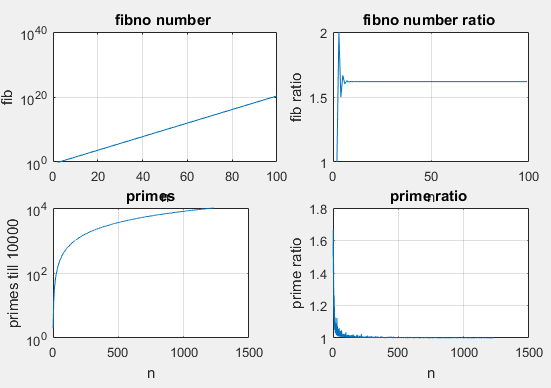 fibno number
10^40
10^20
10^0
fib
0 20 40 60 80 100
n
fibno number ratio
2
1.5
1
fib ratio
0 50 100
n
primes
10^4
10^2
10^0
primes till 10000
0 500 1000 1500
n
prime ratio
1.8
1.6
1.4
1.2
1
prime ratio
0 500 1000 1500
n